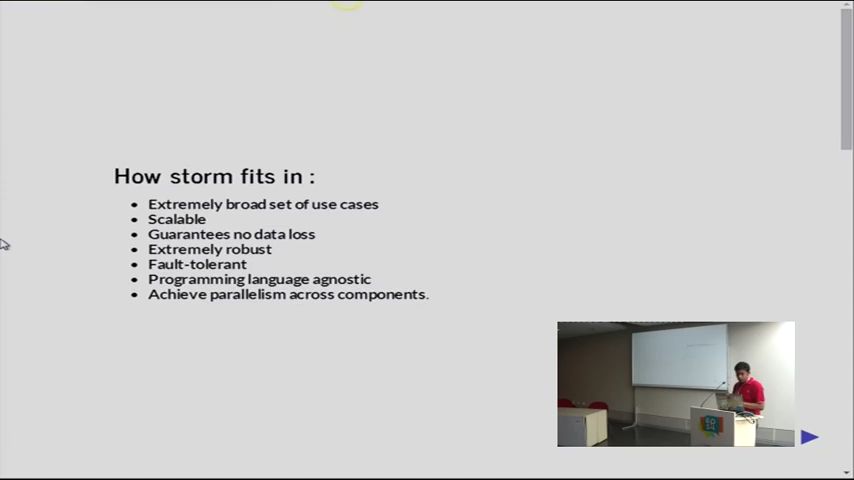 How storm fits in :
Extremely broad set of use cases
Scalable
Guarantees no data loss
Extremely robust
Fault-tolerant
Programming language agnostic
Achieve parallelism across components.